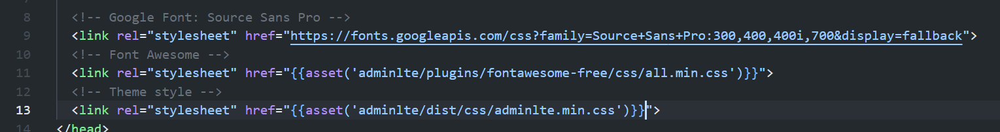 8 <!-- Google Font: Source Sans Pro -->
9 <link rel="stylesheet" href="https://fonts.googleapis.com/css?family=Source+Sans+Pro:300,400,400i,700&display=fallback">
10 <!-- Font Awesome -->
11 <link rel="stylesheet" href="{{asset('adminlte/plugins/fontawesome-free/css/all.min.css')}}">
12 <!-- Theme style -->
13 <link rel="stylesheet" href="{{asset('adminlte/dist/css/adminlte.min.css')}}">
14 </head>